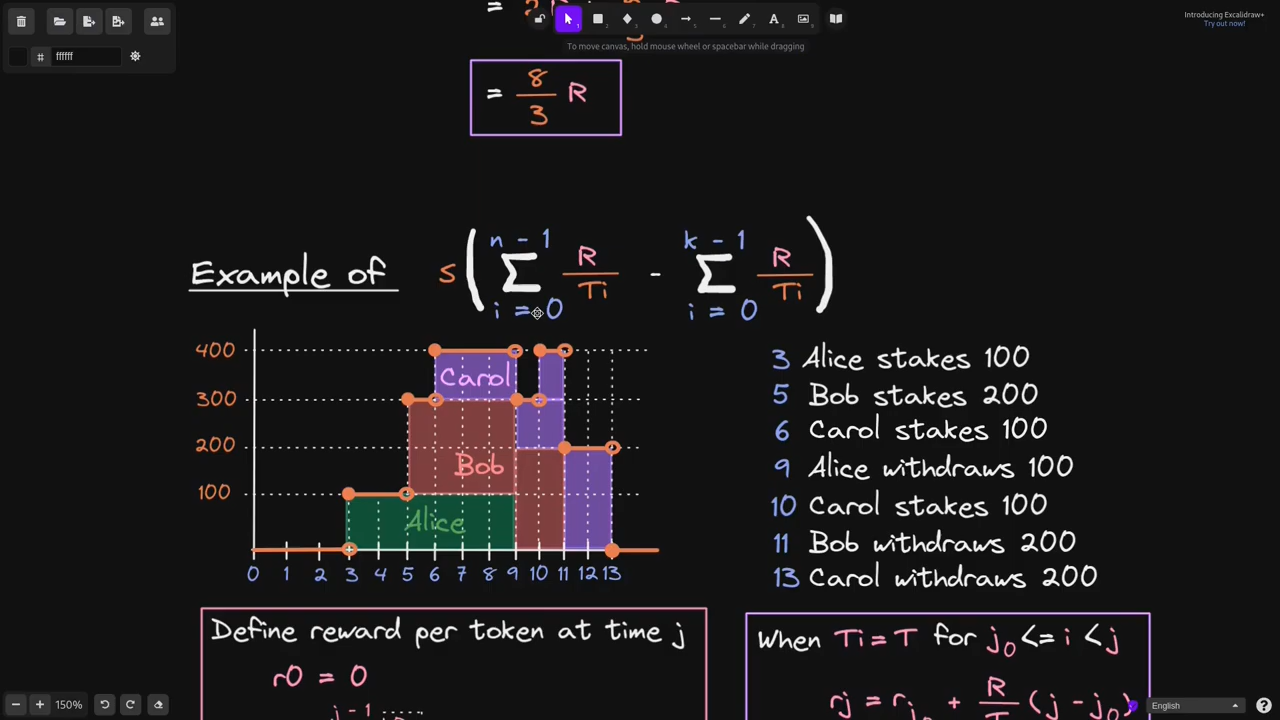 Introducing Excalidraw+
Try out now!
# ffffff
To move canvas, hold mouse wheel or spacebar while dragging
= 8/3 R
Example of s ( n - 1 Σ i = 0 R/Ti - k - 1 Σ i = 0 R/Ti )
400
300
200
100
Carol
Bob
Alice
0 1 2 3 4 5 6 7 8 9 10 11 12 13
3 Alice stakes 100
5 Bob stakes 200
6 Carol stakes 100
9 Alice withdraws 100
10 Carol stakes 100
11 Bob withdraws 200
13 Carol withdraws 200
Define reward per token at time j
r0 = 0
j - 1
When Ti = T for j0 <= i < j
rj = rj0 + R (j - j0)
150%
English